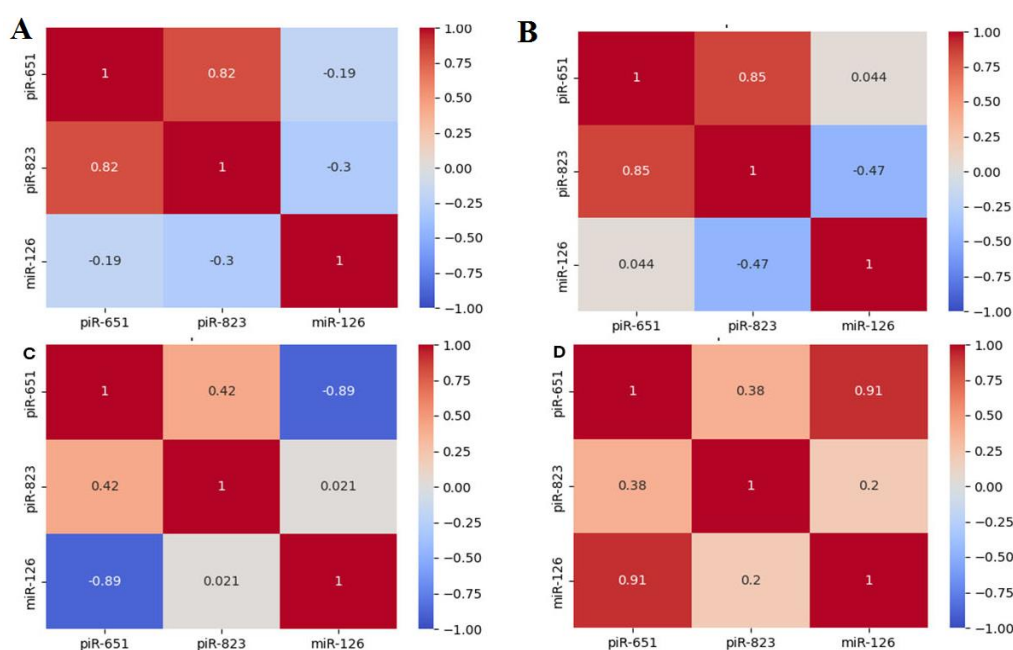 A
piR-651 1 0.82 -0.19
piR-823 0.82 1 -0.3
miR-126 -0.19 -0.3 1
piR-651 piR-823 miR-126
1.00
0.75
0.50
0.25
0.00
−0.25
−0.50
−0.75
−1.00
B
piR-651 1 0.85 0.044
piR-823 0.85 1 -0.47
miR-126 0.044 -0.47 1
piR-651 piR-823 miR-126
1.00
0.75
0.50
0.25
0.00
−0.25
−0.50
−0.75
−1.00
C
piR-651 1 0.42 -0.89
piR-823 0.42 1 0.021
miR-126 -0.89 0.021 1
piR-651 piR-823 miR-126
1.00
0.75
0.50
0.25
0.00
−0.25
−0.50
−0.75
−1.00
D
piR-651 1 0.38 0.91
piR-823 0.38 1 0.2
miR-126 0.91 0.2 1
piR-651 piR-823 miR-126
1.00
0.75
0.50
0.25
0.00
−0.25
−0.50
−0.75
−1.00